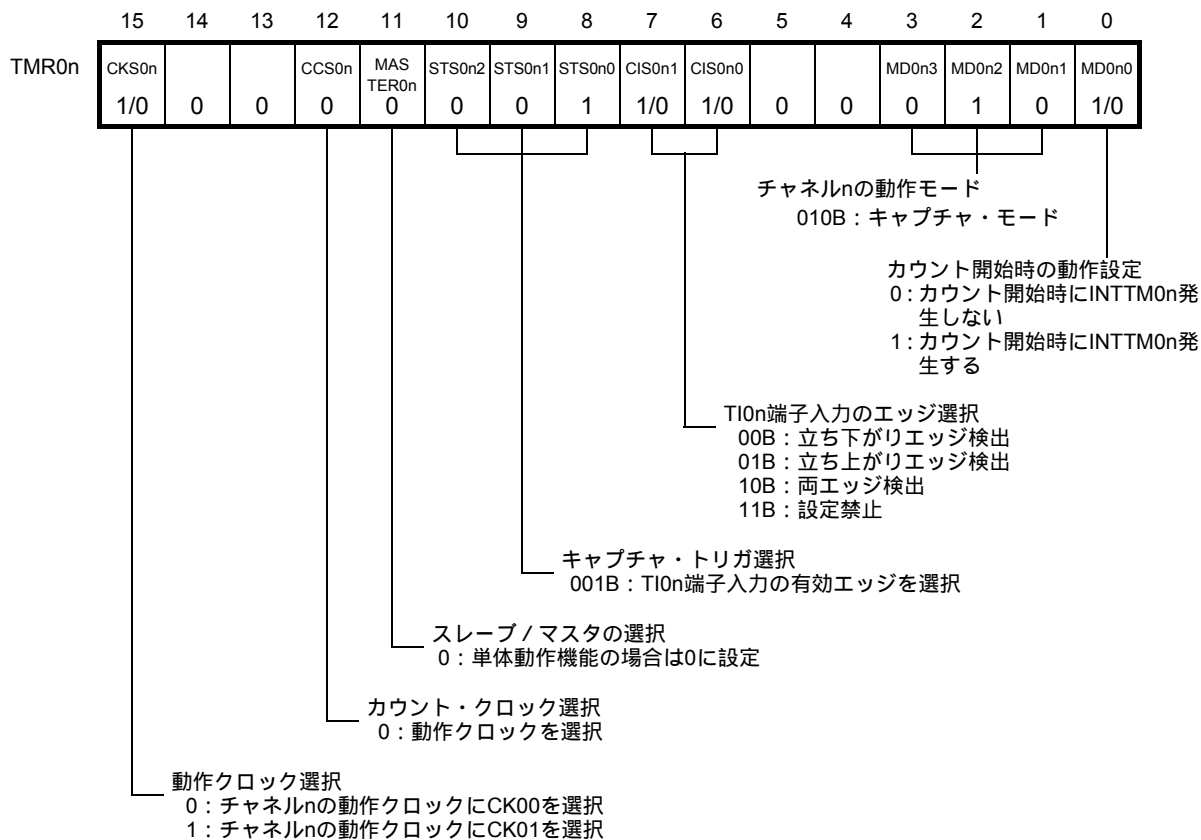 15 14 13 12 11 10 9 8 7 6 5 4 3 2 1 0
TMR0n CKS0n CCS0n MAS TER0n STS0n2 STS0n1 STS0n0 CIS0n1 CIS0n0 MD0n3 MD0n2 MD0n1 MD0n0
1/0 0 0 0 0 0 0 1 1/0 1/0 0 0 0 1 0 1/0
チャネルnの動作モード
010B:キャプチャ・モード
カウント開始時の動作設定
0:カウント開始時にINTTM0n発
生しない
1:カウント開始時にINTTM0n発
生する
TI0n端子入力のエッジ選択
00B:立ち下がりエッジ検出
01B:立ち上がりエッジ検出
10B:両エッジ検出
11B:設定禁止
キャプチャ・トリガ選択
001B:TI0n端子入力の有効エッジを選択
スレーブ/マスタの選択
0:単体動作機能の場合は0に設定
カウント・クロック選択
0:動作クロックを選択
動作クロック選択
0:チャネルnの動作クロックにCK00を選択
1:チャネルnの動作クロックにCK01を選択